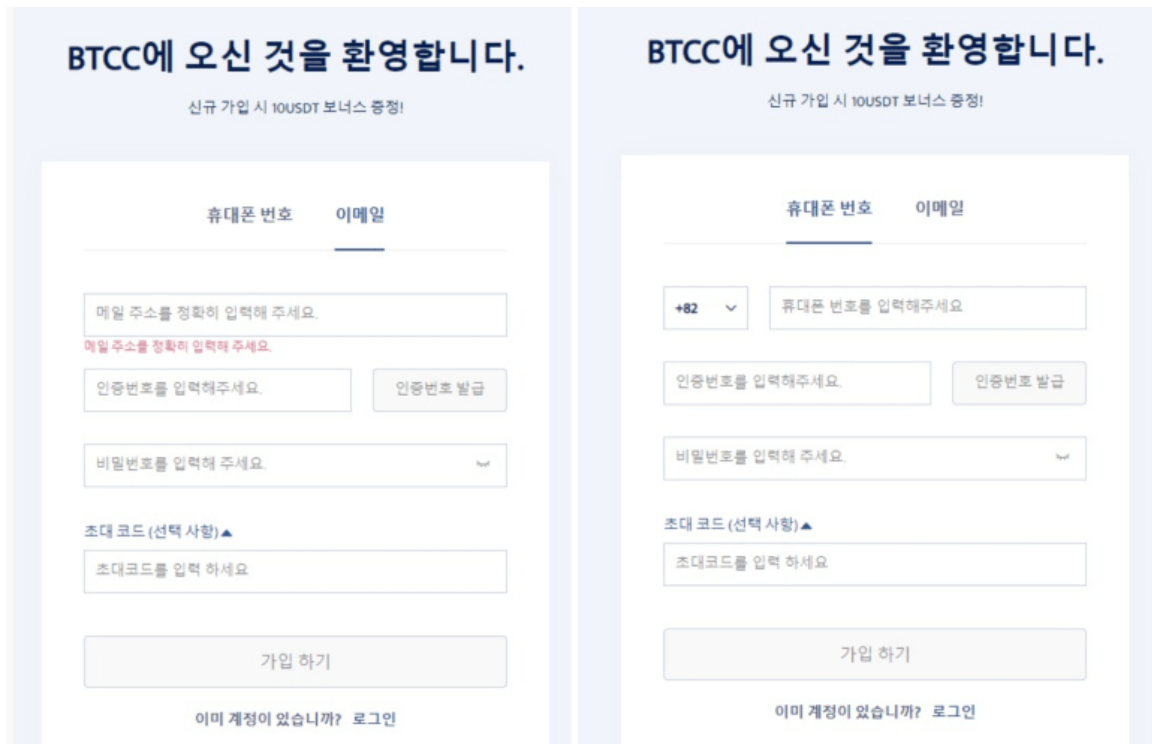 BTCC에 오신 것을 환영합니다.
신규 가입 시 10USDT 보너스 증정!
휴대폰 번호 이메일
메일 주소를 정확히 입력해 주세요.
메일 주소를 정확히 입력해 주세요.
인증번호를 입력해주세요. 인증번호 발급
비밀번호를 입력해 주세요.
초대 코드 (선택 사항)▲
초대코드를 입력 하세요
가입 하기
이미 계정이 있습니까? 로그인
BTCC에 오신 것을 환영합니다.
신규 가입 시 10USDT 보너스 증정!
휴대폰 번호 이메일
+82 휴대폰 번호를 입력해주세요
인증번호를 입력해주세요. 인증번호 발급
비밀번호를 입력해 주세요.
초대 코드 (선택 사항)▲
초대코드를 입력 하세요
가입 하기
이미 계정이 있습니까? 로그인